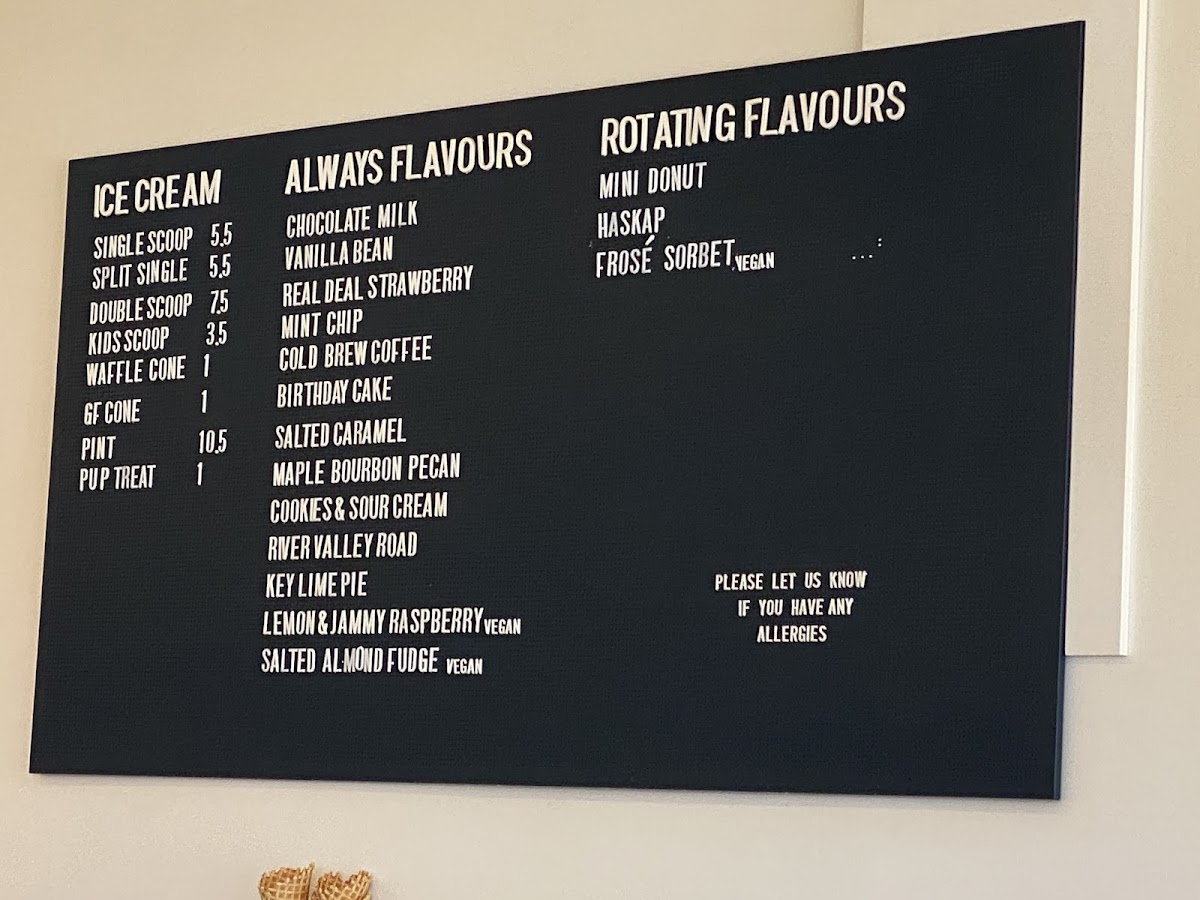 ICE CREAM
SINGLE SCOOP 5.5
SPLIT SINGLE 5.5
DOUBLE SCOOP 7.5
KIDS SCOOP 3.5
WAFFLE CONE 1
GF CONE 1
PINT 10.5
PUP TREAT 1
ALWAYS FLAVOURS
CHOCOLATE MILK
VANILLA BEAN
REAL DEAL STRAWBERRY
MINT CHIP
COLD BREW COFFEE
BIRTHDAY CAKE
SALTED CARAMEL
MAPLE BOURBON PECAN
COOKIES & SOUR CREAM
RIVER VALLEY ROAD
KEY LIME PIE
LEMON & JAMMY RASPBERRY VEGAN
SALTED ALMOND FUDGE VEGAN
ROTATING FLAVOURS
MINI DONUT
HASKAP
FROSÉ SORBET VEGAN
PLEASE LET US KNOW
IF YOU HAVE ANY
ALLERGIES